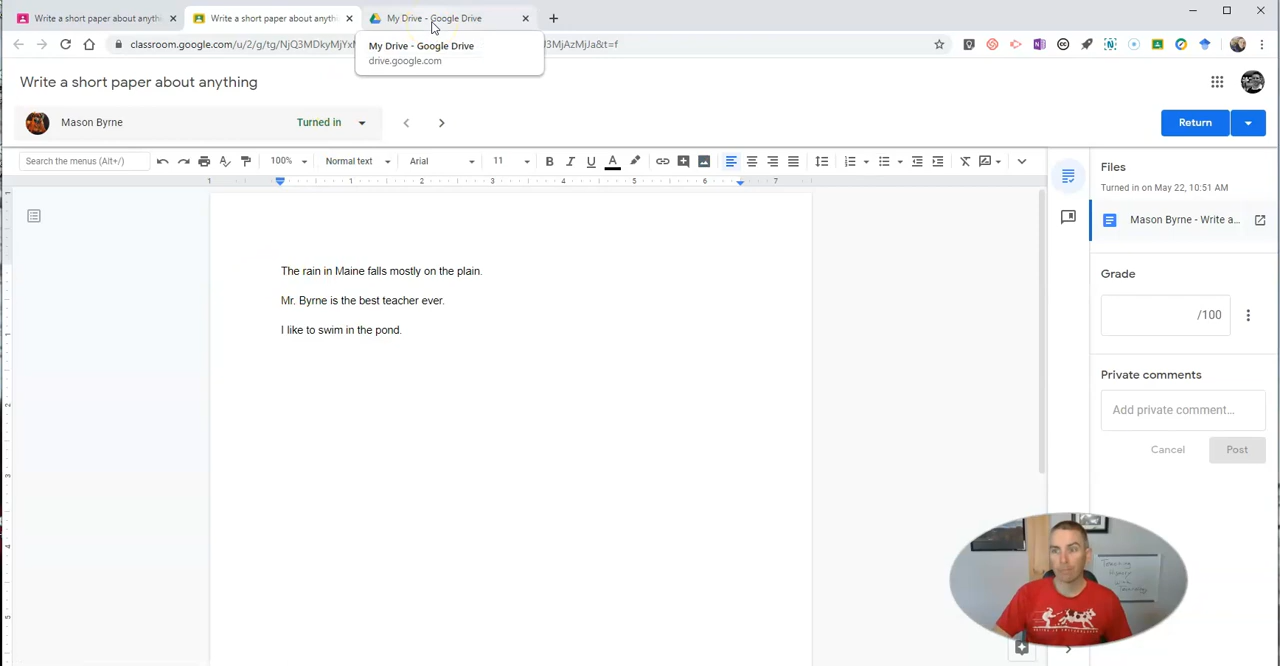 Write a short paper about anyth
Write a short paper about anyth
My Drive - Google Drive
My Drive - Google Drive
drive.google.com
classroom.google.com/u/2/g/tg/NjQ3MDkyMjYx
3MjAzMjJa&t=f
Write a short paper about anything
Mason Byrne
Turned in
Return
Search the menus (Alt+/)
100%
Normal text
Arial
11
Files
Turned in on May 22, 10:51 AM
Mason Byrne - Write a...
The rain in Maine falls mostly on the plain.
Mr. Byrne is the best teacher ever.
I like to swim in the pond.
Grade
/100
Private comments
Add private comment...
Cancel
Post
Teaching
History
with
Technology